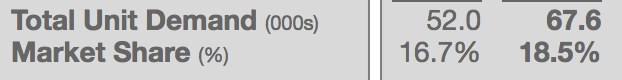 Total Unit Demand (000s) 52.0 67.6
Market Share (%) 16.7% 18.5%